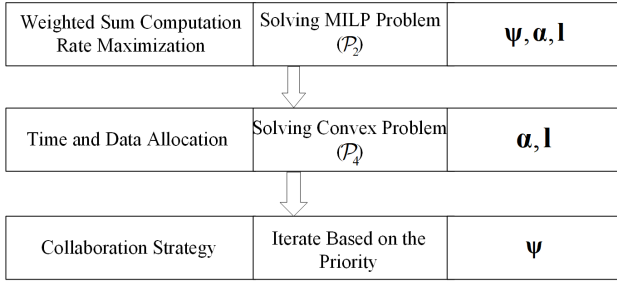 Weighted Sum Computation
Rate Maximization
Solving MILP Problem
(𝒫₂)
ψ, α, l
Time and Data Allocation
Solving Convex Problem
(𝒫₄)
α, l
Collaboration Strategy
Iterate Based on the
Priority
ψ